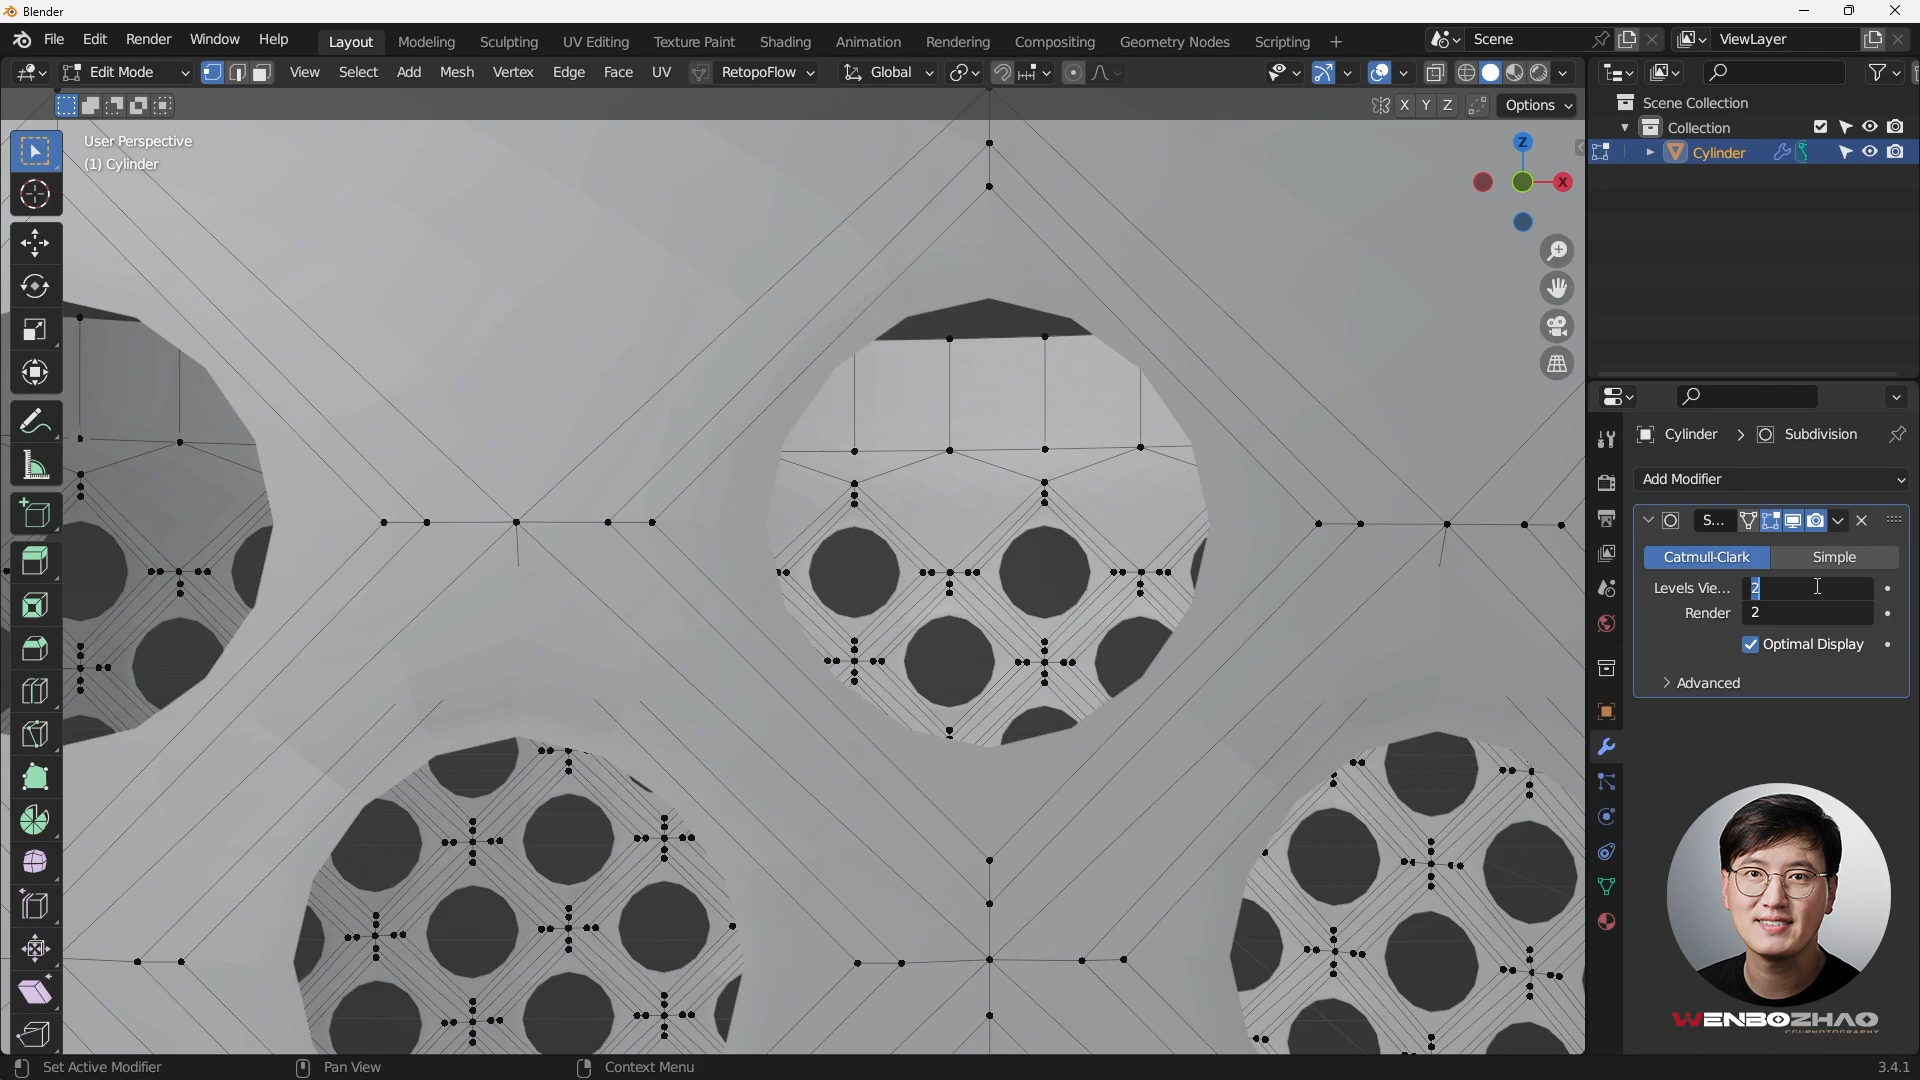 Blender
File Edit Render Window Help Layout Modeling Sculpting UV Editing Texture Paint Shading Animation Rendering Compositing Geometry Nodes Scripting + Scene ViewLayer
Edit Mode View Select Add Mesh Vertex Edge Face UV RetopoFlow Global
X Y Z Options
User Perspective
(1) Cylinder
Z
X
Scene Collection
Collection
Cylinder
Cylinder > Subdivision
Add Modifier
S...
Catmull-Clark Simple
Levels Vie... 2
Render 2
Optimal Display
Advanced
WENBOZHAO
Set Active Modifier Pan View Context Menu 3.4.1